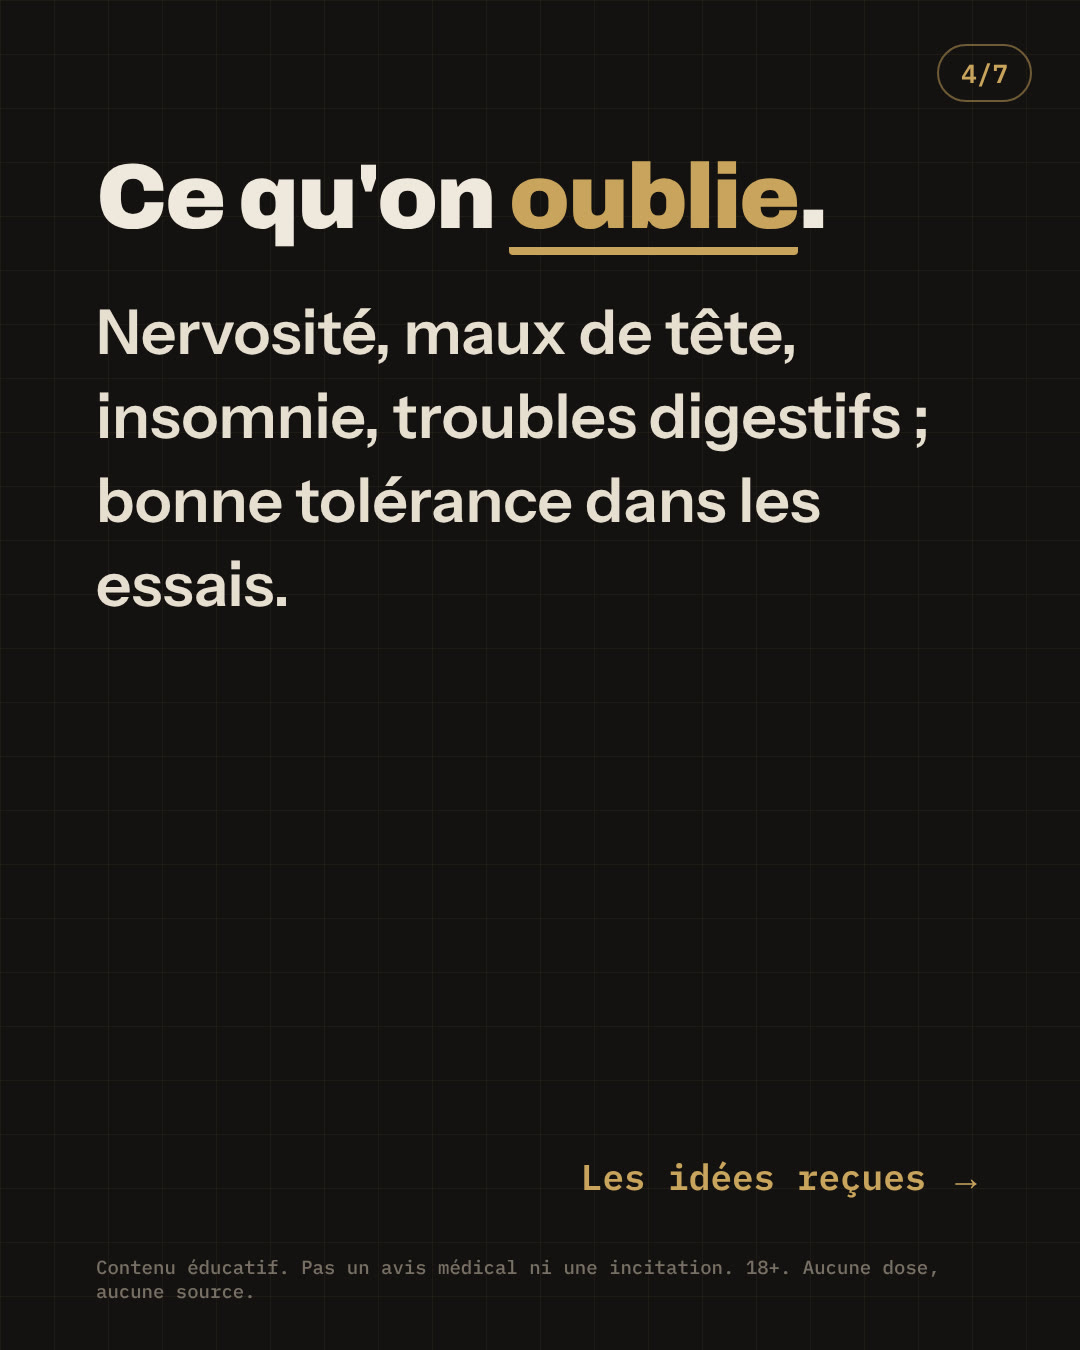 4/7
Ce qu'on oublie.
Nervosité, maux de tête,
insomnie, troubles digestifs ;
bonne tolérance dans les
essais.
Les idées reçues →
Contenu éducatif. Pas un avis médical ni une incitation. 18+. Aucune dose,
aucune source.